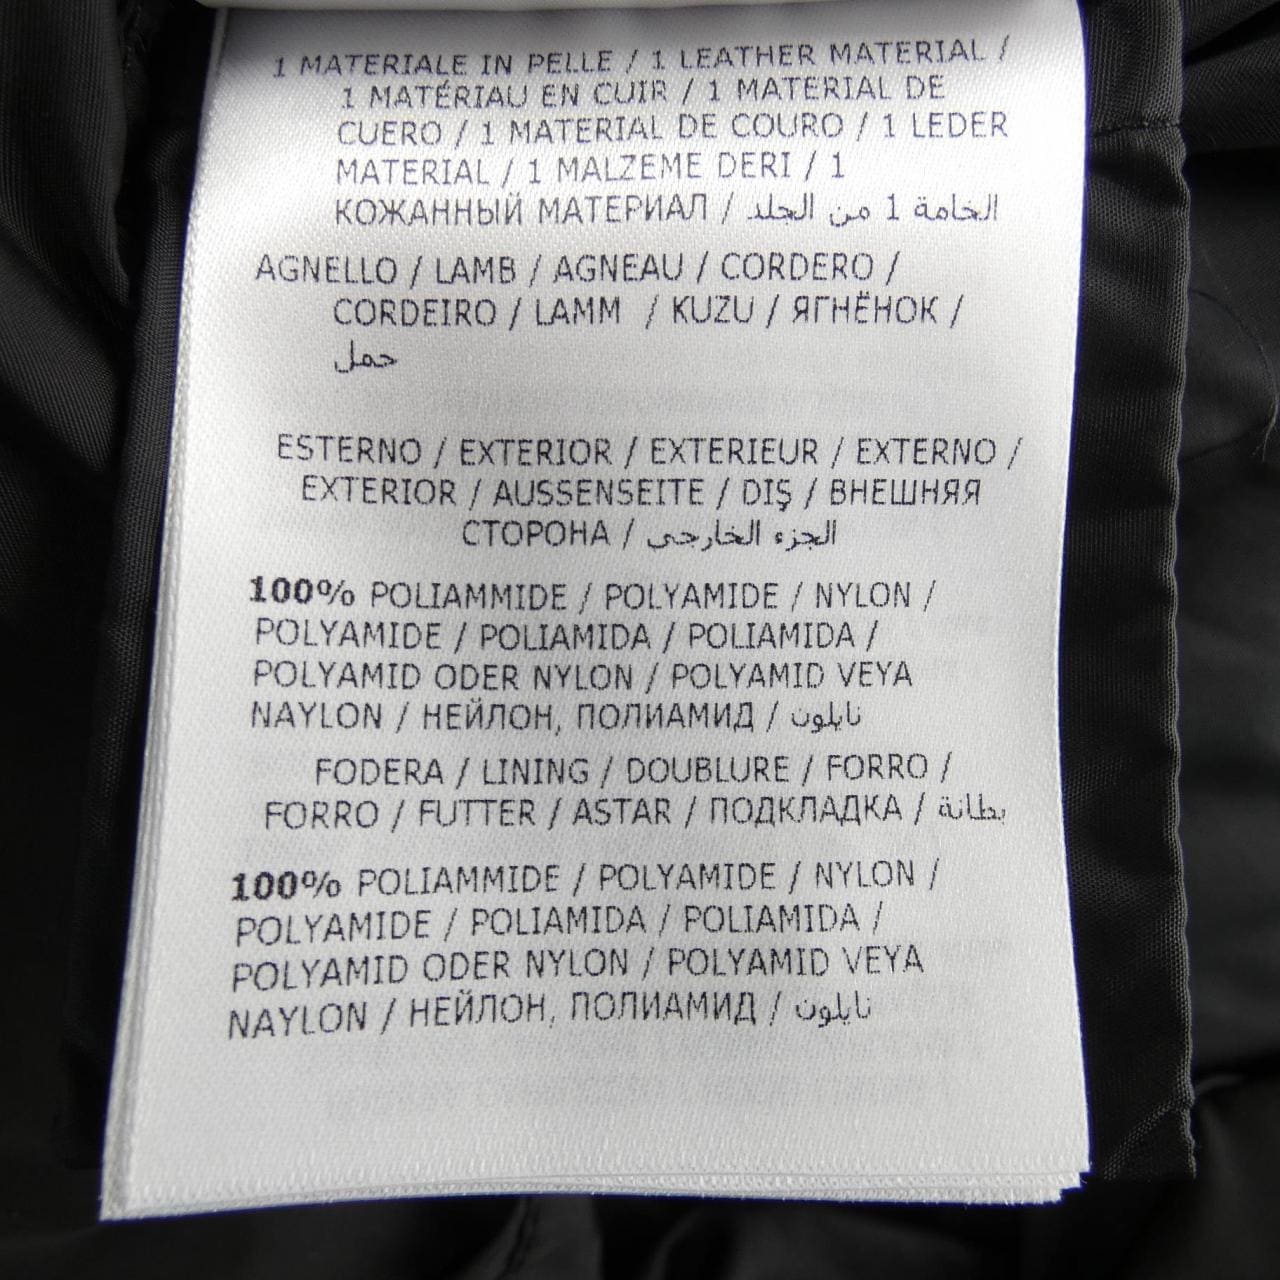 1 MATERIALE IN PELLE / 1 LEATHER MATERIAL /
1 MATÉRIAU EN CUIR / 1 MATERIAL DE
CUERO / 1 MATERIAL DE COURO / 1 LEDER
MATERIAL / 1 MALZEME DERI / 1
КОЖАННЫЙ МАТЕРИАЛ / الخامة 1 من الجلد
AGNELLO / LAMB / AGNEAU / CORDERO /
CORDEIRO / LAMM / KUZU / ЯГНЁНОК /
حمل
ESTERNO / EXTERIOR / EXTERIEUR / EXTERNO /
EXTERIOR / AUSSENSEITE / DIŞ / ВНЕШНЯЯ
СТОРОНА / الجزء الخارجي
100% POLIAMMIDE / POLYAMIDE / NYLON /
POLYAMIDE / POLIAMIDA / POLIAMIDA /
POLYAMID ODER NYLON / POLYAMID VEYA
NAYLON / НЕЙЛОН, ПОЛИАМИД / نايلون
FODERA / LINING / DOUBLURE / FORRO /
FORRO / FUTTER / ASTAR / ПОДКЛАДКА / بطانة
100% POLIAMMIDE / POLYAMIDE / NYLON /
POLYAMIDE / POLIAMIDA / POLIAMIDA /
POLYAMID ODER NYLON / POLYAMID VEYA
NAYLON / НЕЙЛОН, ПОЛИАМИД / نايلون